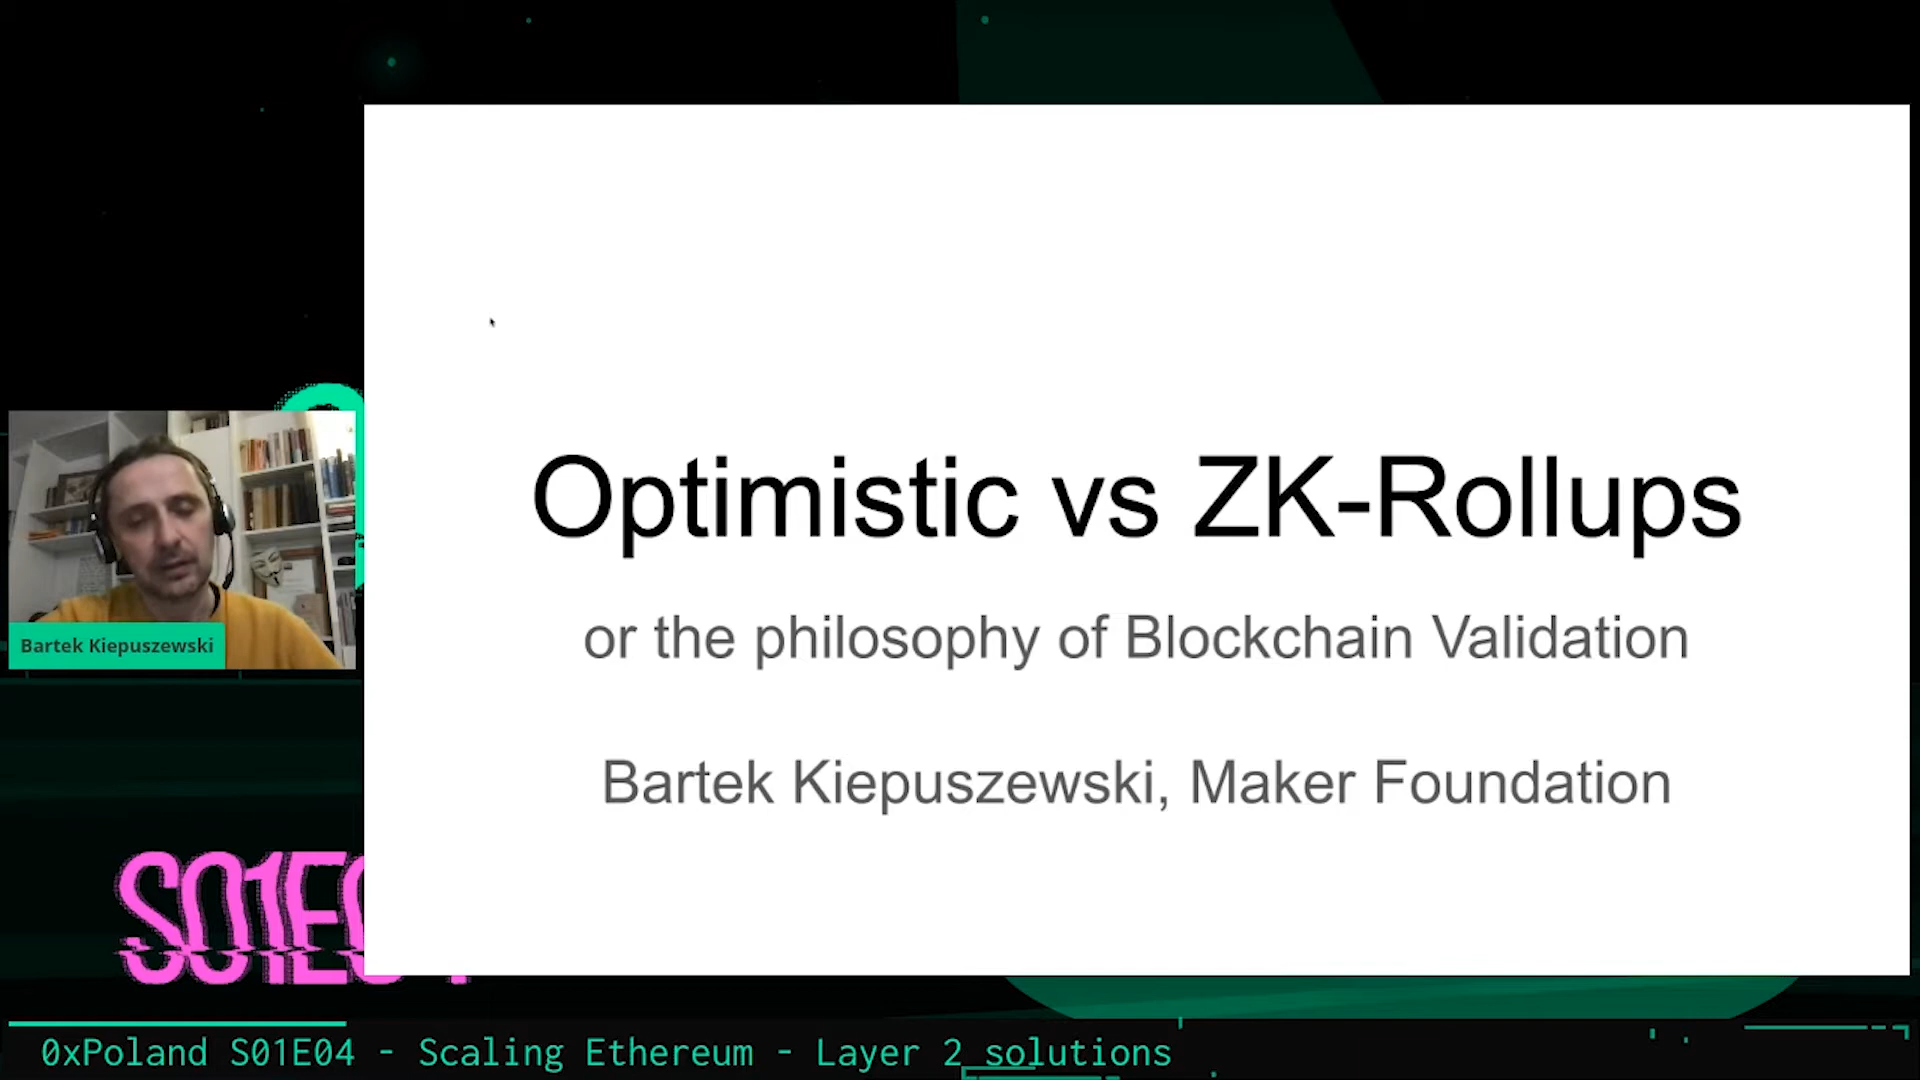 Optimistic vs ZK-Rollups
or the philosophy of Blockchain Validation
Bartek Kiepuszewski, Maker Foundation
Bartek Kiepuszewski
S01E0
0xPoland S01E04 - Scaling Ethereum - Layer 2 solutions